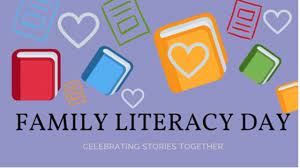 FAMILY LITERACY DAY
CELEBRATING STORIES TOGETHER